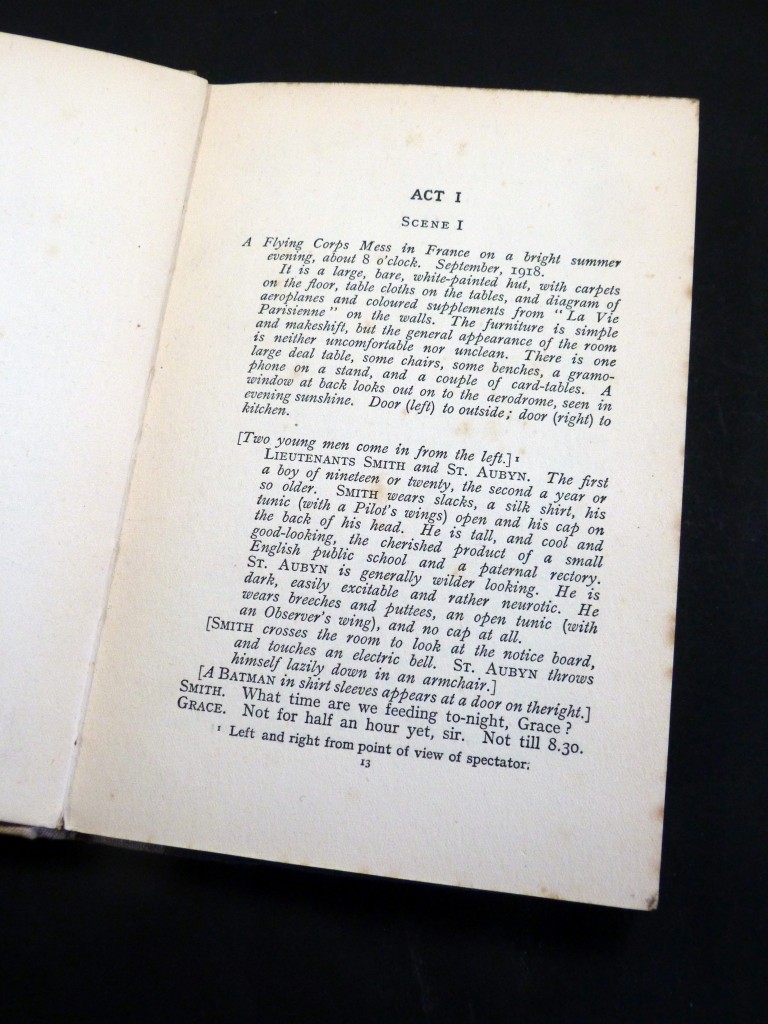 ACT I
SCENE I
A Flying Corps Mess in France on a bright summer
evening, about 8 o'clock. September, 1918.
It is a large, bare, white-painted hut, with carpets
on the floor, table cloths on the tables, and diagram of
aeroplanes and coloured supplements from "La Vie
Parisienne" on the walls. The furniture is simple
and makeshift, but the general appearance of the room
is neither uncomfortable nor unclean. There is one
large deal table, some chairs, some benches, a gramo-
phone on a stand, and a couple of card-tables. A
window at back looks out on to the aerodrome, seen in
evening sunshine. Door (left) to outside; door (right) to
kitchen.
[Two young men come in from the left.]¹
LIEUTENANTS SMITH and ST. AUBYN. The first
a boy of nineteen or twenty, the second a year or
so older. SMITH wears slacks, a silk shirt, his
tunic (with a Pilot's wings) open and his cap on
the back of his head. He is tall, and cool and
good-looking, the cherished product of a small
English public school and a paternal rectory.
ST. AUBYN is generally wilder looking. He is
dark, easily excitable and rather neurotic. He
wears breeches and puttees, an open tunic (with
an Observer's wing), and no cap at all.
[SMITH crosses the room to look at the notice board,
and touches an electric bell. ST. AUBYN throws
himself lazily down in an armchair.]
[A BATMAN in shirt sleeves appears at a door on theright.]
SMITH. What time are we feeding to-night, Grace?
GRACE. Not for half an hour yet, sir. Not till 8.30.
¹ Left and right from point of view of spectator.
13